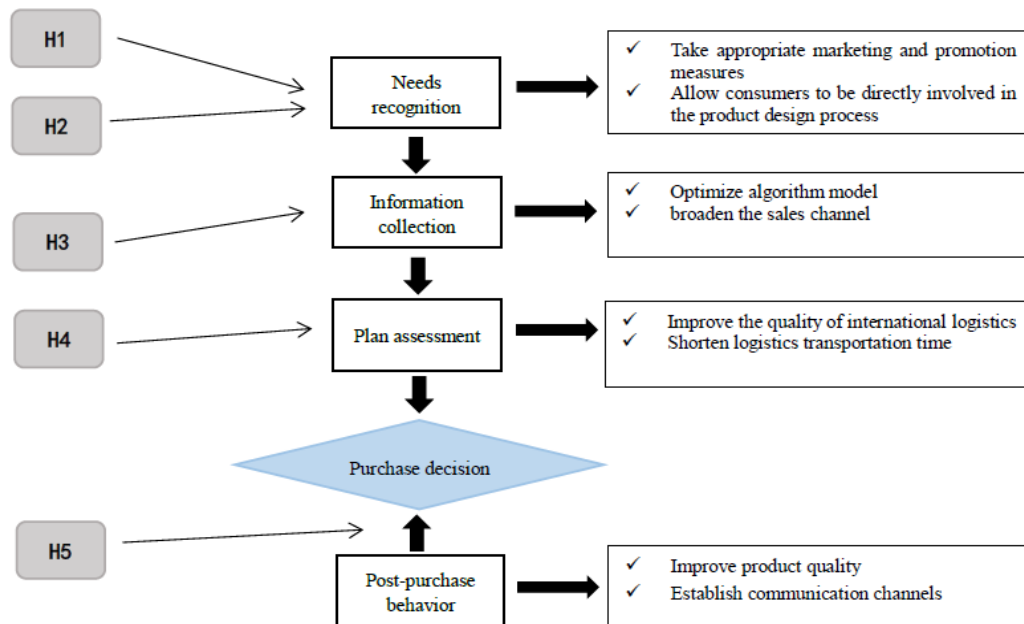 H1
H2
H3
H4
H5
Needs
recognition
Information
collection
Plan assessment
Purchase decision
Post-purchase
behavior
✓ Take appropriate marketing and promotion
measures
✓ Allow consumers to be directly involved in
the product design process
✓ Optimize algorithm model
✓ broaden the sales channel
✓ Improve the quality of international logistics
✓ Shorten logistics transportation time
✓ Improve product quality
✓ Establish communication channels